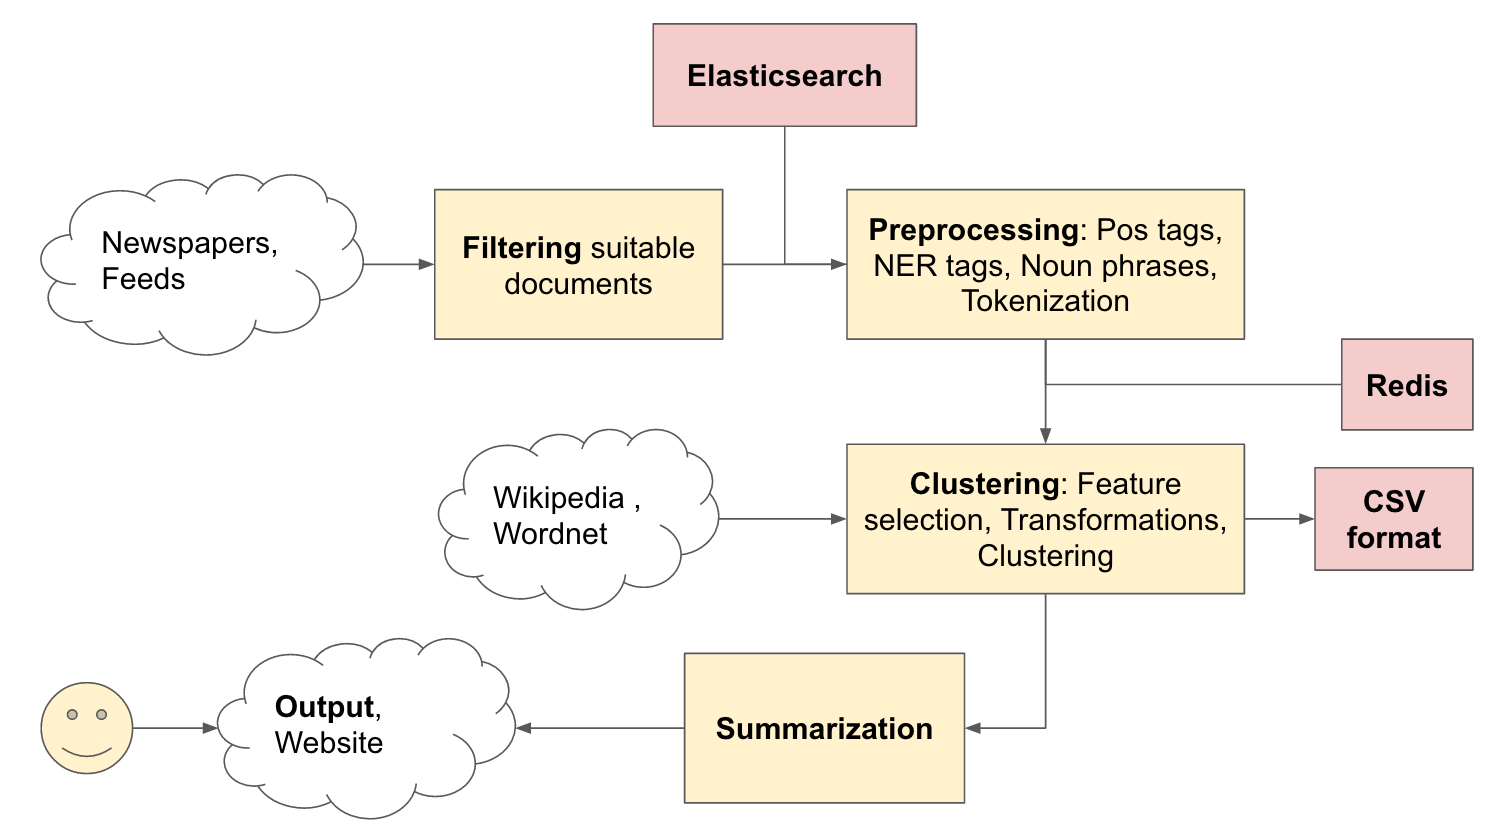 Elasticsearch
Newspapers,
Feeds
Filtering suitable
documents
Preprocessing: Pos tags,
NER tags, Noun phrases,
Tokenization
Redis
Wikipedia ,
Wordnet
Clustering: Feature
selection, Transformations,
Clustering
CSV
format
Output,
Website
Summarization